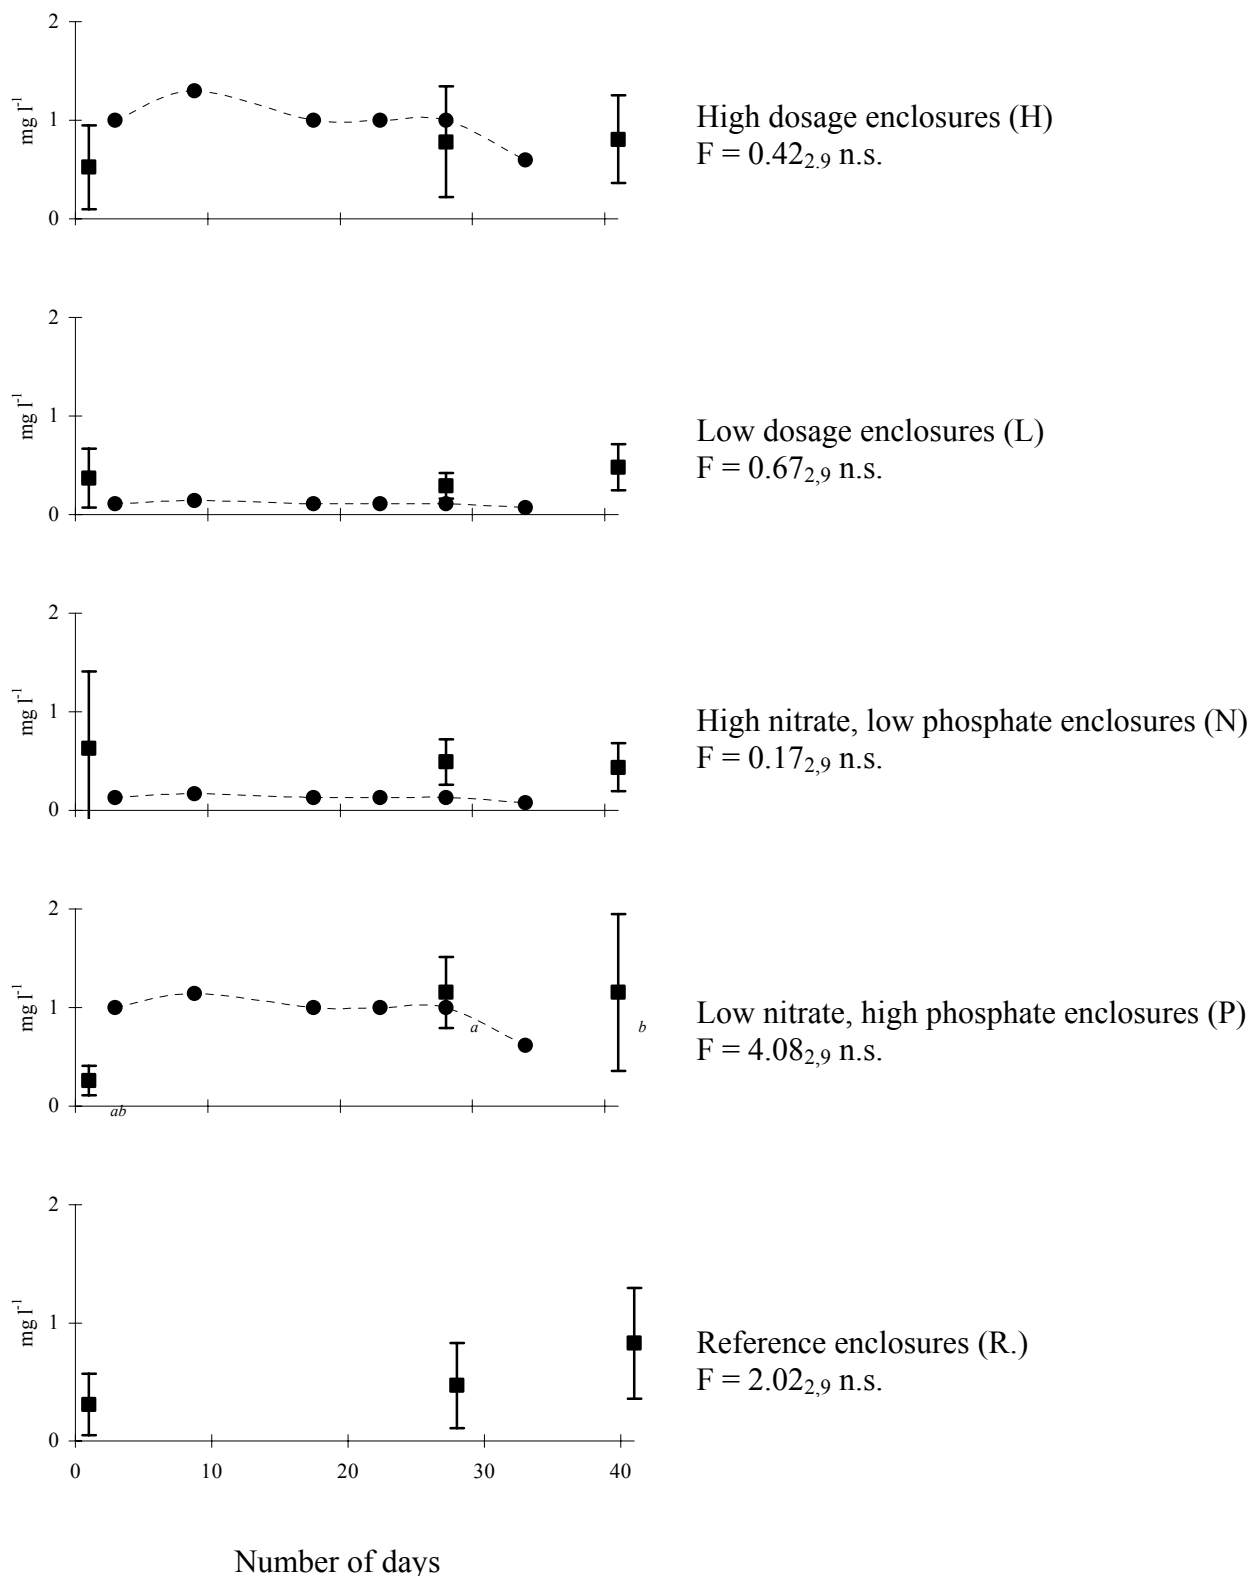 2
1
0
mg l-1
High dosage enclosures (H)
F = 0.422.9 n.s.
2
1
0
mg l-1
Low dosage enclosures (L)
F = 0.672,9 n.s.
2
1
0
mg l-1
High nitrate, low phosphate enclosures (N)
F = 0.172,9 n.s.
2
1
0
mg l-1
ab
a
b
Low nitrate, high phosphate enclosures (P)
F = 4.082,9 n.s.
2
1
0
mg l-1
Reference enclosures (R.)
F = 2.022,9 n.s.
0 10 20 30 40
Number of days